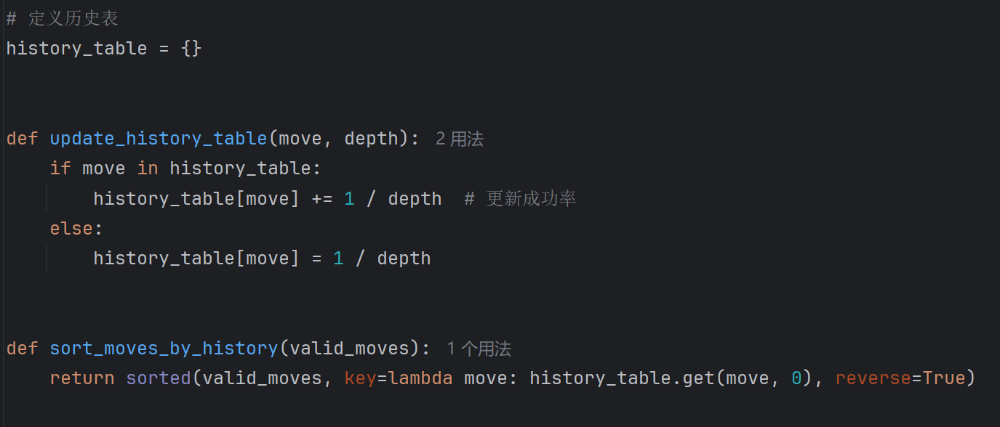 # 定义历史表
history_table = {}
def update_history_table(move, depth): 2 用法
if move in history_table:
history_table[move] += 1 / depth # 更新成功率
else:
history_table[move] = 1 / depth
def sort_moves_by_history(valid_moves): 1 个用法
return sorted(valid_moves, key=lambda move: history_table.get(move, 0), reverse=True)